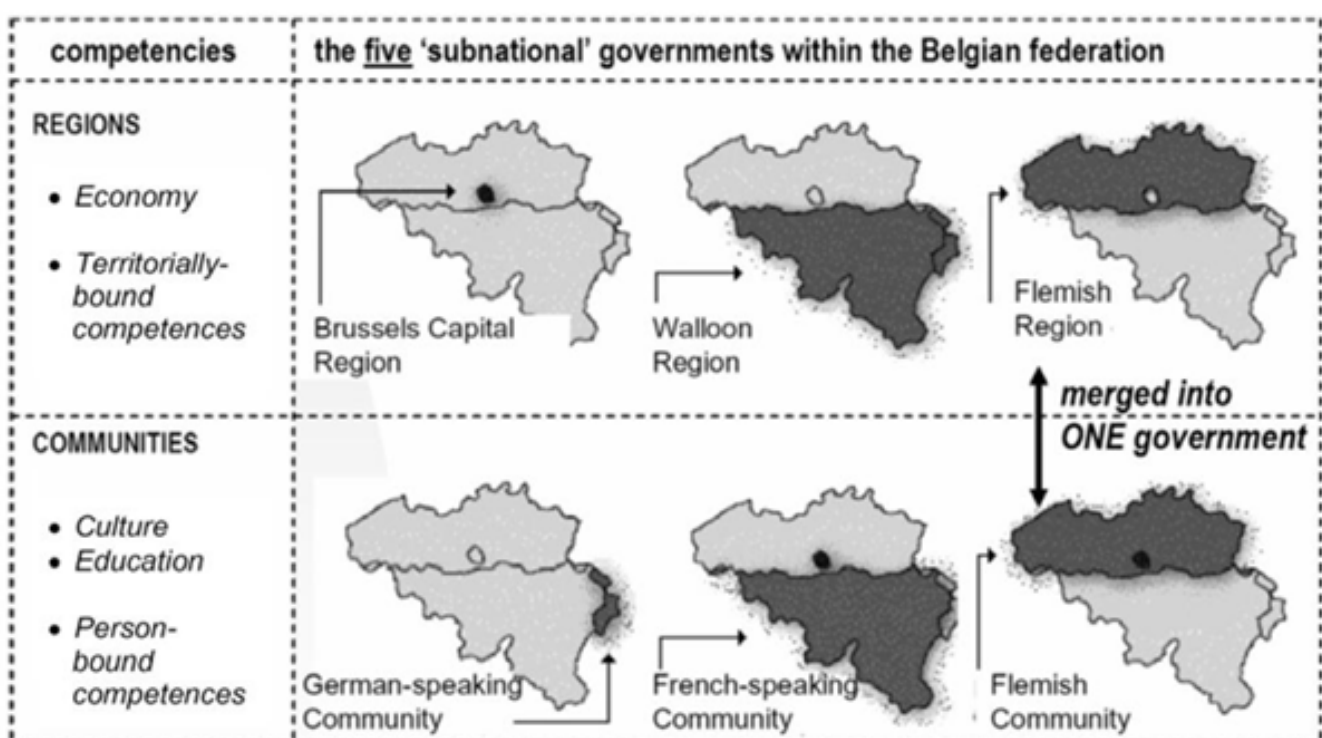 competencies
the five ‘subnational’ governments within the Belgian federation
REGIONS
• Economy
• Territorially-
bound
competences
Brussels Capital
Region
Walloon
Region
Flemish
Region
merged into
ONE government
COMMUNITIES
• Culture
• Education
• Person-
bound
competences
German-speaking
Community
French-speaking
Community
Flemish
Community